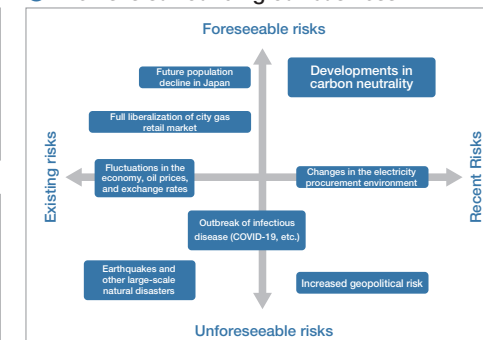 Foreseeable risks
Future population
decline in Japan
Developments in
carbon neutrality
Full liberalization of city gas
retail market
Existing risks
Fluctuations in the
economy, oil prices,
and exchange rates
Changes in the electricity
procurement environment
Recent Risks
Outbreak of infectious
disease (COVID-19, etc.)
Earthquakes and
other large-scale
natural disasters
Increased geopolitical risk
Unforeseeable risks